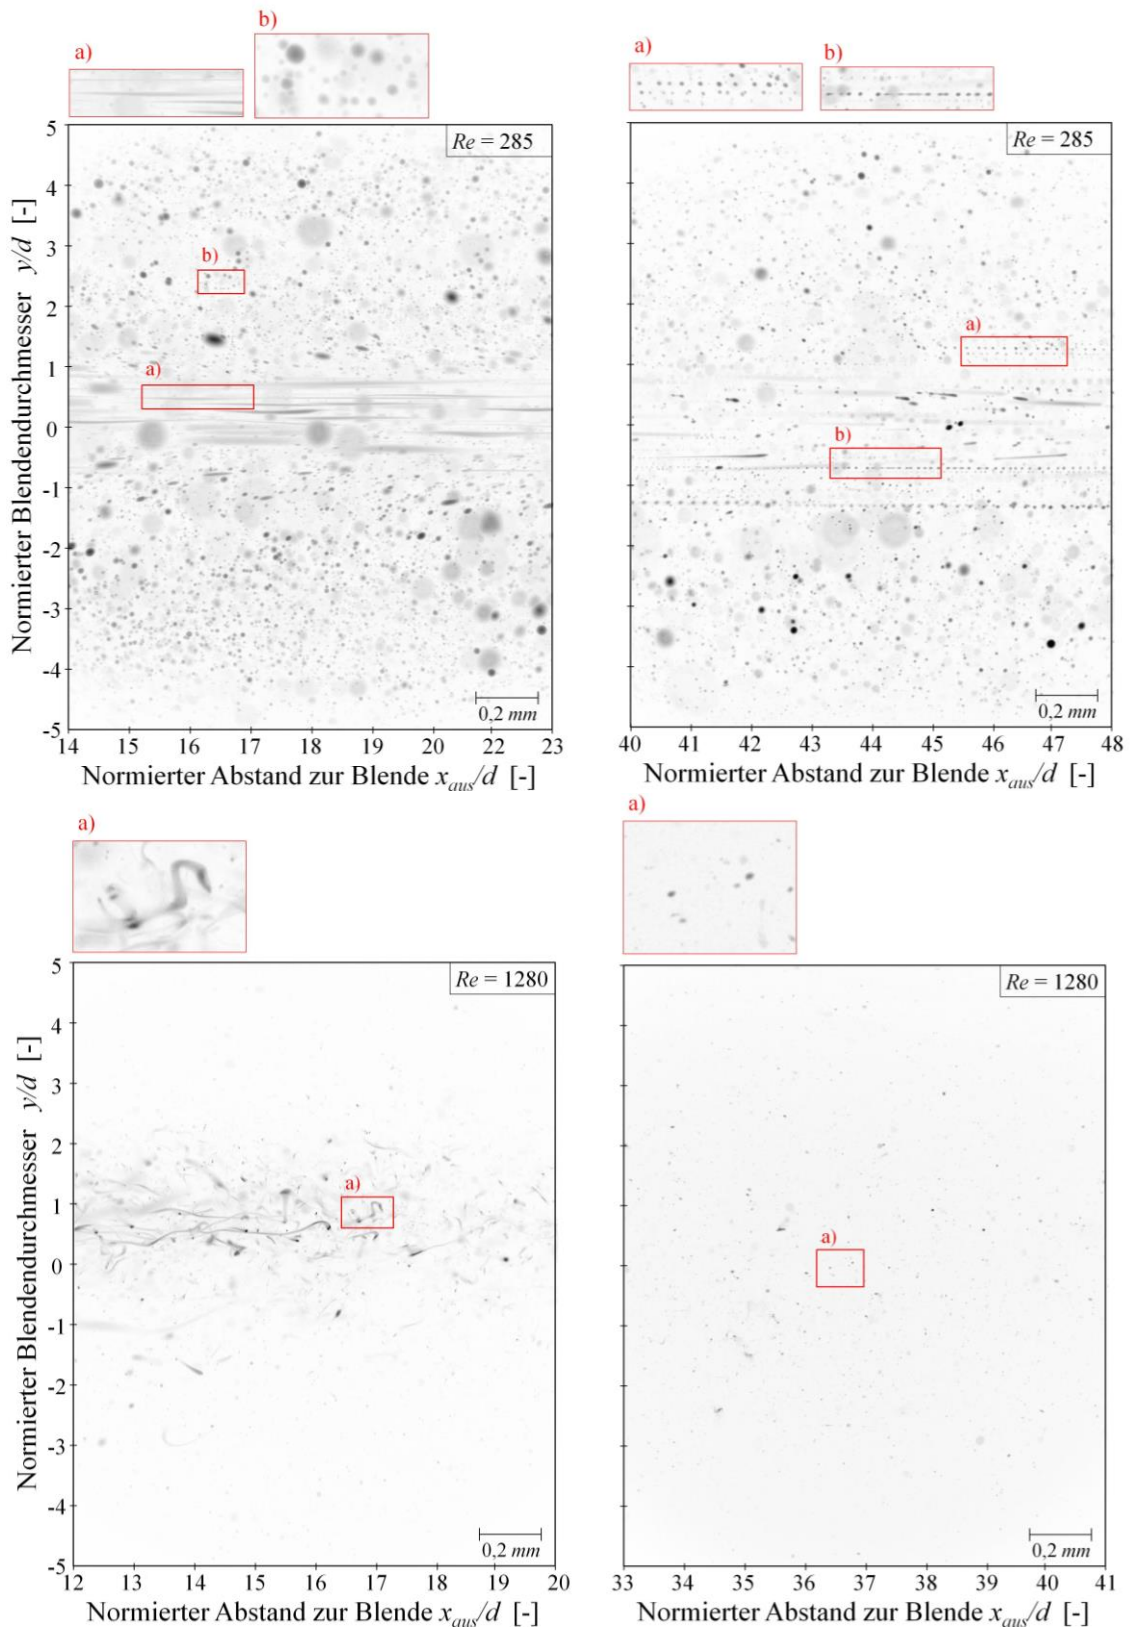 a)
b)
Re = 285
5
4
3
2
1
0
-1
-2
-3
-4
-5
Normierter Blendendurchmesser y/d [-]
b)
a)
0,2 mm
14 15 16 17 18 19 20 22 23
Normierter Abstand zur Blende x_aus/d [-]
a)
b)
Re = 285
a)
b)
0,2 mm
40 41 42 43 44 45 46 47 48
Normierter Abstand zur Blende x_aus/d [-]
a)
Re = 1280
5
4
3
2
1
0
-1
-2
-3
-4
-5
Normierter Blendendurchmesser y/d [-]
a)
0,2 mm
12 13 14 15 16 17 18 19 20
Normierter Abstand zur Blende x_aus/d [-]
a)
Re = 1280
a)
0,2 mm
33 34 35 36 37 38 39 40 41
Normierter Abstand zur Blende x_aus/d [-]